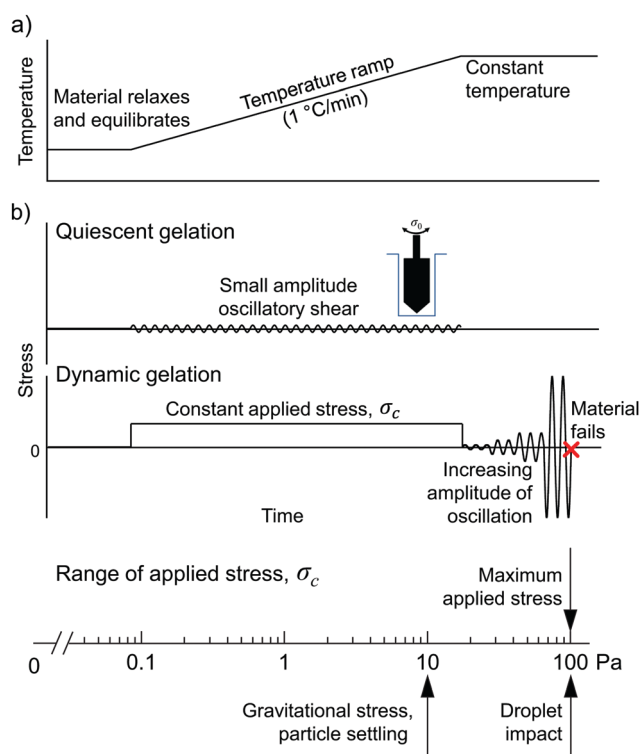 a)
Temperature
Material relaxes
and equilibrates
Temperature ramp
(1 °C/min)
Constant
temperature
b)
Stress
Quiescent gelation
σ₀
Small amplitude
oscillatory shear
Dynamic gelation
Constant applied stress, σc
Material
fails
0
Increasing
amplitude of
oscillation
Time
Range of applied stress, σc
Maximum
applied stress
0 0.1 1 10 100 Pa
Gravitational stress,
particle settling
Droplet
impact